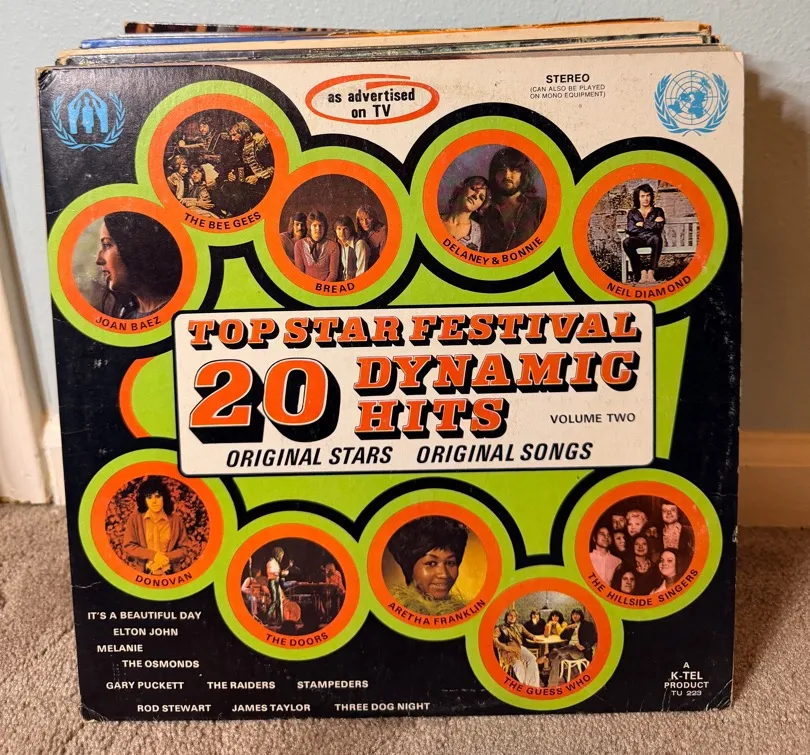 as advertised
on TV
STEREO
(CAN ALSO BE PLAYED
ON MONO EQUIPMENT)
THE BEE GEES
BREAD
DELANEY & BONNIE
NEIL DIAMOND
JOAN BAEZ
TOP STAR FESTIVAL
20 DYNAMIC
HITS
VOLUME TWO
ORIGINAL STARS ORIGINAL SONGS
DONOVAN
THE DOORS
ARETHA FRANKLIN
THE GUESS WHO
THE HILLSIDE SINGERS
IT'S A BEAUTIFUL DAY
ELTON JOHN
MELANIE
THE OSMONDS
GARY PUCKETT THE RAIDERS STAMPEDERS
ROD STEWART JAMES TAYLOR THREE DOG NIGHT
A
K-TEL
PRODUCT
TU 223